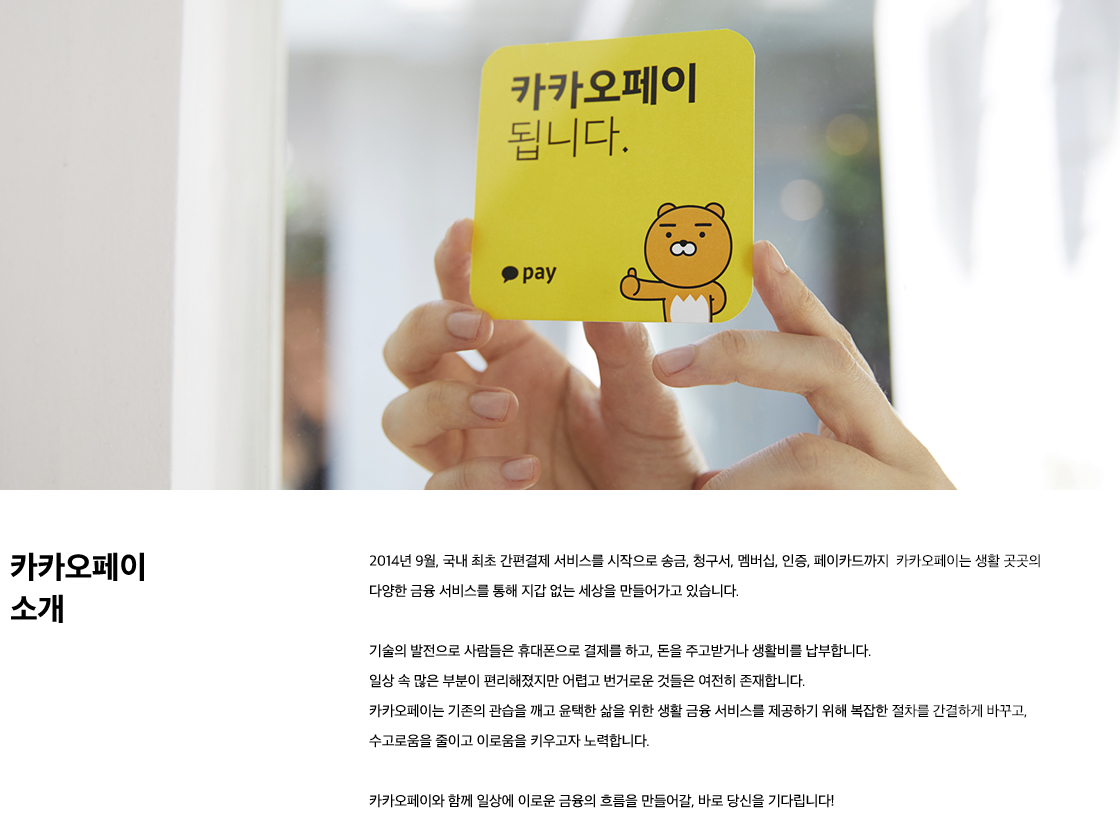 카카오페이
됩니다.
pay
카카오페이
소개
2014년 9월, 국내 최초 간편결제 서비스를 시작으로 송금, 청구서, 멤버십, 인증, 페이카드까지 카카오페이는 생활 곳곳의
다양한 금융 서비스를 통해 지갑 없는 세상을 만들어가고 있습니다.
기술의 발전으로 사람들은 휴대폰으로 결제를 하고, 돈을 주고받거나 생활비를 납부합니다.
일상 속 많은 부분이 편리해졌지만 어렵고 번거로운 것들은 여전히 존재합니다.
카카오페이는 기존의 관습을 깨고 윤택한 삶을 위한 생활 금융 서비스를 제공하기 위해 복잡한 절차를 간결하게 바꾸고,
수고로움을 줄이고 이로움을 키우고자 노력합니다.
카카오페이와 함께 일상에 이로운 금융의 흐름을 만들어갈, 바로 당신을 기다립니다!